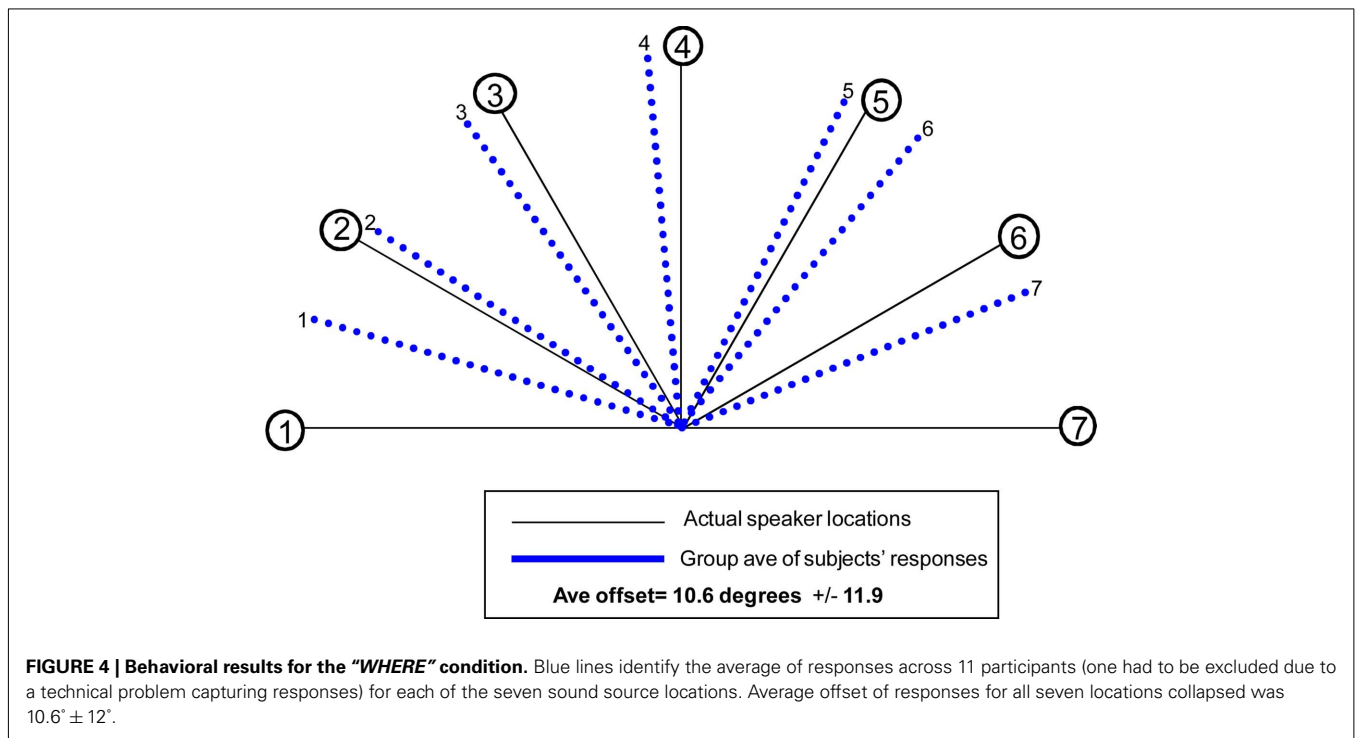 4
4
3
3
5
5
6
2
2
6
7
1
1
7
Actual speaker locations
Group ave of subjects' responses
Ave offset= 10.6 degrees +/- 11.9
FIGURE 4 | Behavioral results for the "WHERE" condition. Blue lines identify the average of responses across 11 participants (one had to be excluded due to
a technical problem capturing responses) for each of the seven sound source locations. Average offset of responses for all seven locations collapsed was
10.6° ± 12°.